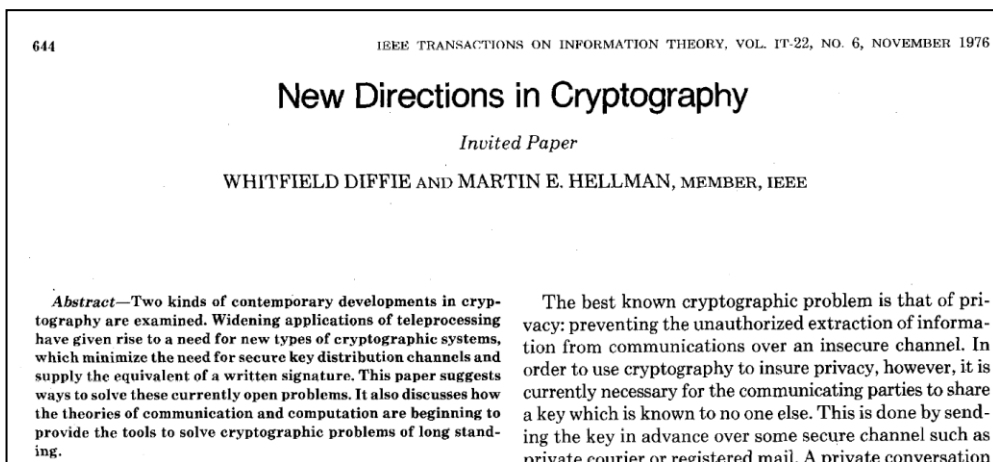 644
IEEE TRANSACTIONS ON INFORMATION THEORY, VOL. IT-22, NO. 6, NOVEMBER 1976
New Directions in Cryptography
Invited Paper
WHITFIELD DIFFIE AND MARTIN E. HELLMAN, MEMBER, IEEE
Abstract—Two kinds of contemporary developments in cryp-
tography are examined. Widening applications of teleprocessing
have given rise to a need for new types of cryptographic systems,
which minimize the need for secure key distribution channels and
supply the equivalent of a written signature. This paper suggests
ways to solve these currently open problems. It also discusses how
the theories of communication and computation are beginning to
provide the tools to solve cryptographic problems of long stand-
ing.
The best known cryptographic problem is that of pri-
vacy: preventing the unauthorized extraction of informa-
tion from communications over an insecure channel. In
order to use cryptography to insure privacy, however, it is
currently necessary for the communicating parties to share
a key which is known to no one else. This is done by send-
ing the key in advance over some secure channel such as
private courier or registered mail. A private conversation